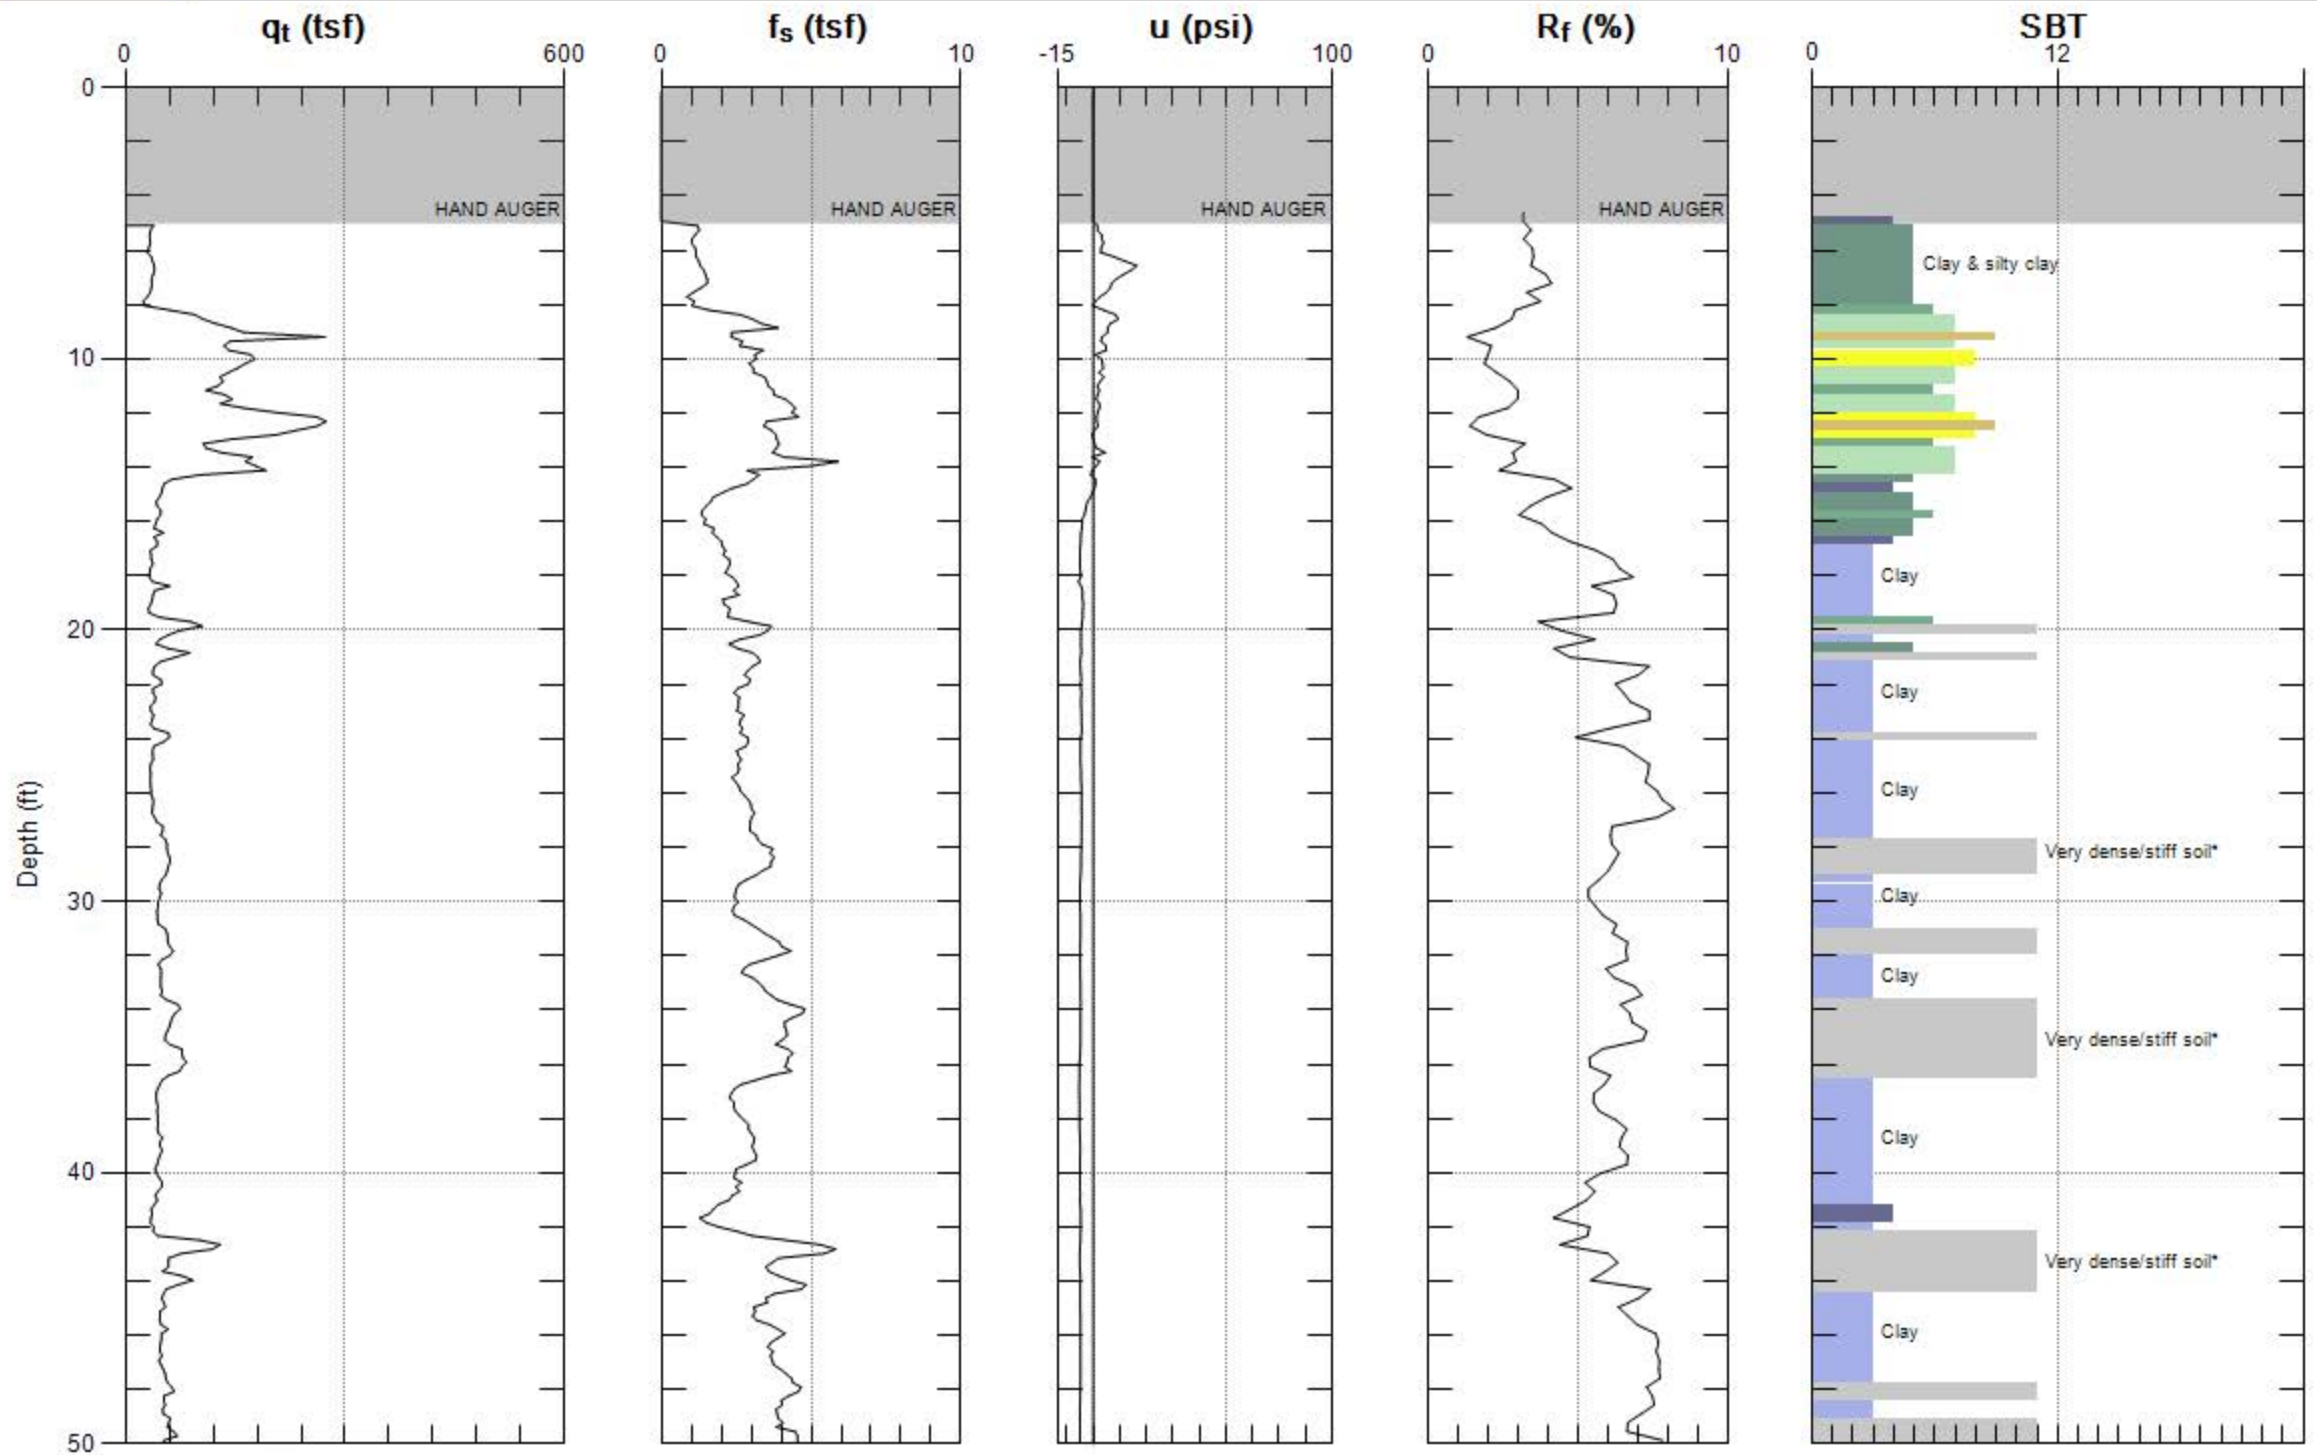 qt (tsf) fs (tsf) u (psi) Rf (%) SBT
0 600 0 10 -15 100 0 10 0 12
0
HAND AUGER HAND AUGER HAND AUGER HAND AUGER
Clay & silty clay
10
Clay
20
Clay
Clay
Depth (ft)
Very dense/stiff soil*
Clay
30
Clay
Very dense/stiff soil*
Clay
40
Very dense/stiff soil*
Clay
50